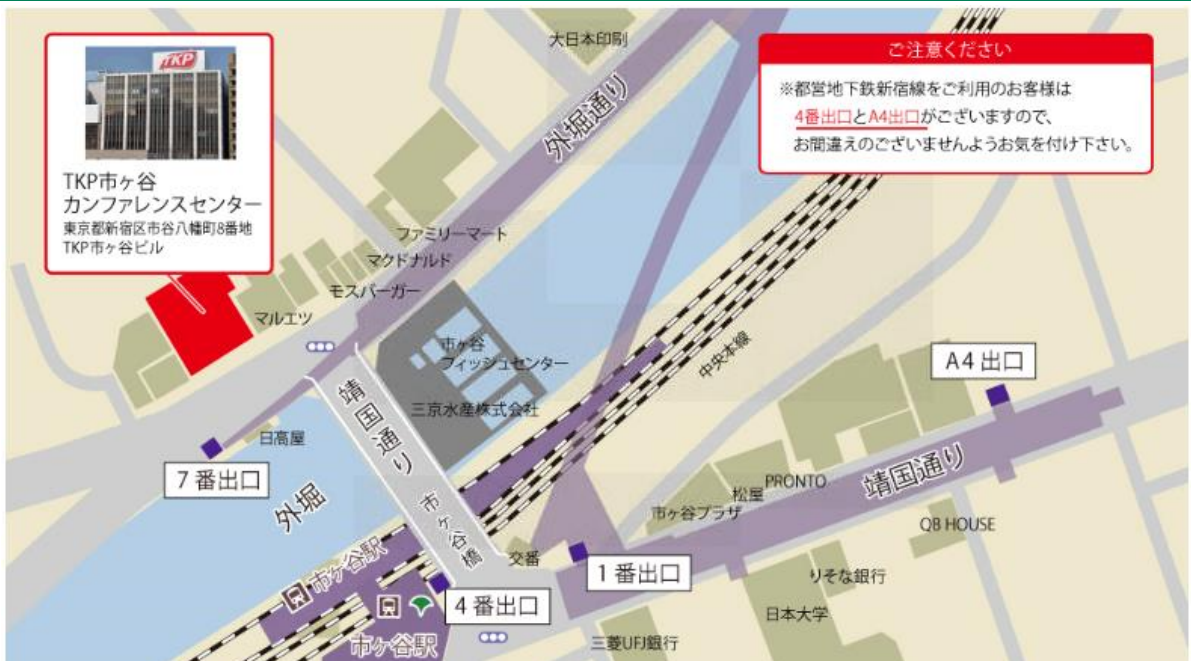 TKP
TKP市ヶ谷
カンファレンスセンター
東京都新宿区市谷八幡町8番地
TKP市ヶ谷ビル
大日本印刷
外堀通り
ご注意ください
※都営地下鉄新宿線をご利用のお客様は
4番出口とA4出口がございますので、
お間違えのございませんようお気を付け下さい。
ファミリーマート
マクドナルド
モスバーガー
マルエツ
市ヶ谷
フィッシュセンター
三京水産株式会社
中央本線
A4 出口
靖国通り
日高屋
7 番出口
外堀
市ヶ谷橋
PRONTO
松屋
市ヶ谷プラザ
靖国通り
QB HOUSE
交番
1 番出口
りそな銀行
日本大学
市ヶ谷駅
4 番出口
市ヶ谷駅
三菱UFJ銀行